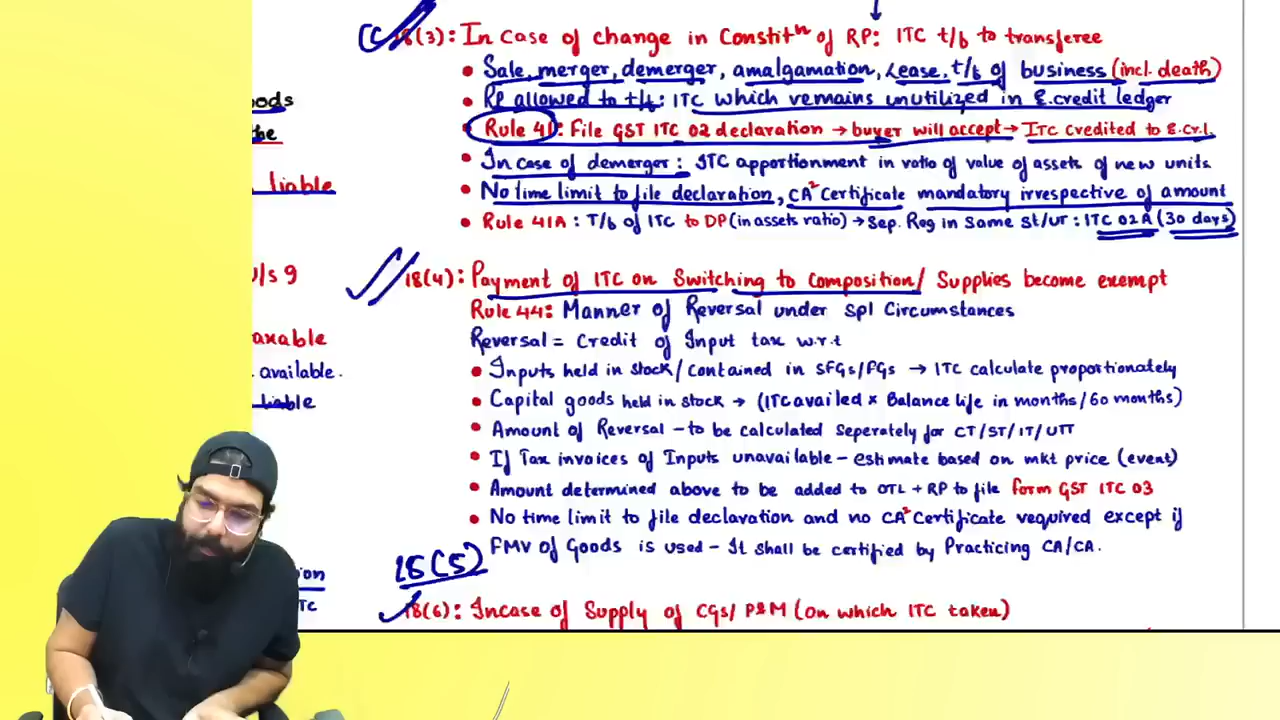 18(3): In case of change in Constitⁿ of RP: ITC t/b to transferee
• Sale, merger, demerger, amalgamation, Lease, t/b of business (incl. death)
oods
• RP allowed to t/f: ITC which remains unutilized in E.credit ledger
• Rule 41: File GST ITC 02 declaration → buyer will accept → ITC Credited to E.cr.l.
• In case of demerger: ITC apportionment in ratio of value of assets of new units
liable
• No time limit to file declaration, CA² Certificate mandatory irrespective of amount
• Rule 41A: T/b of ITC to DP (in assets ratio) → Sep. Reg in Same St/UT: ITC 02A (30 days)
u/s 9
18(4): Payment of ITC on Switching to Composition/ Supplies become exempt
Rule 44: Manner of Reversal under spl Circumstances
axable
Reversal = Credit of Input tax w.r.t
available.
• Inputs held in stock/contained in SFGs/FGs → ITC calculate proportionately
liable
• Capital goods held in stock → (ITC availed × Balance life in months/60 months)
• Amount of Reversal – to be calculated seperately for CT/ST/IT/UTT
• If Tax invoices of Inputs unavailable – estimate based on mkt price (event)
• Amount determined above to be added to OTL + RP to file form GST ITC 03
• No time limit to file declaration and no CA² Certificate required except if
FMV of Goods is used – It shall be certified by Practicing CA/CA.
ion
TC
18(6): Incase of Supply of CGs/ P&M (on which ITC taken)